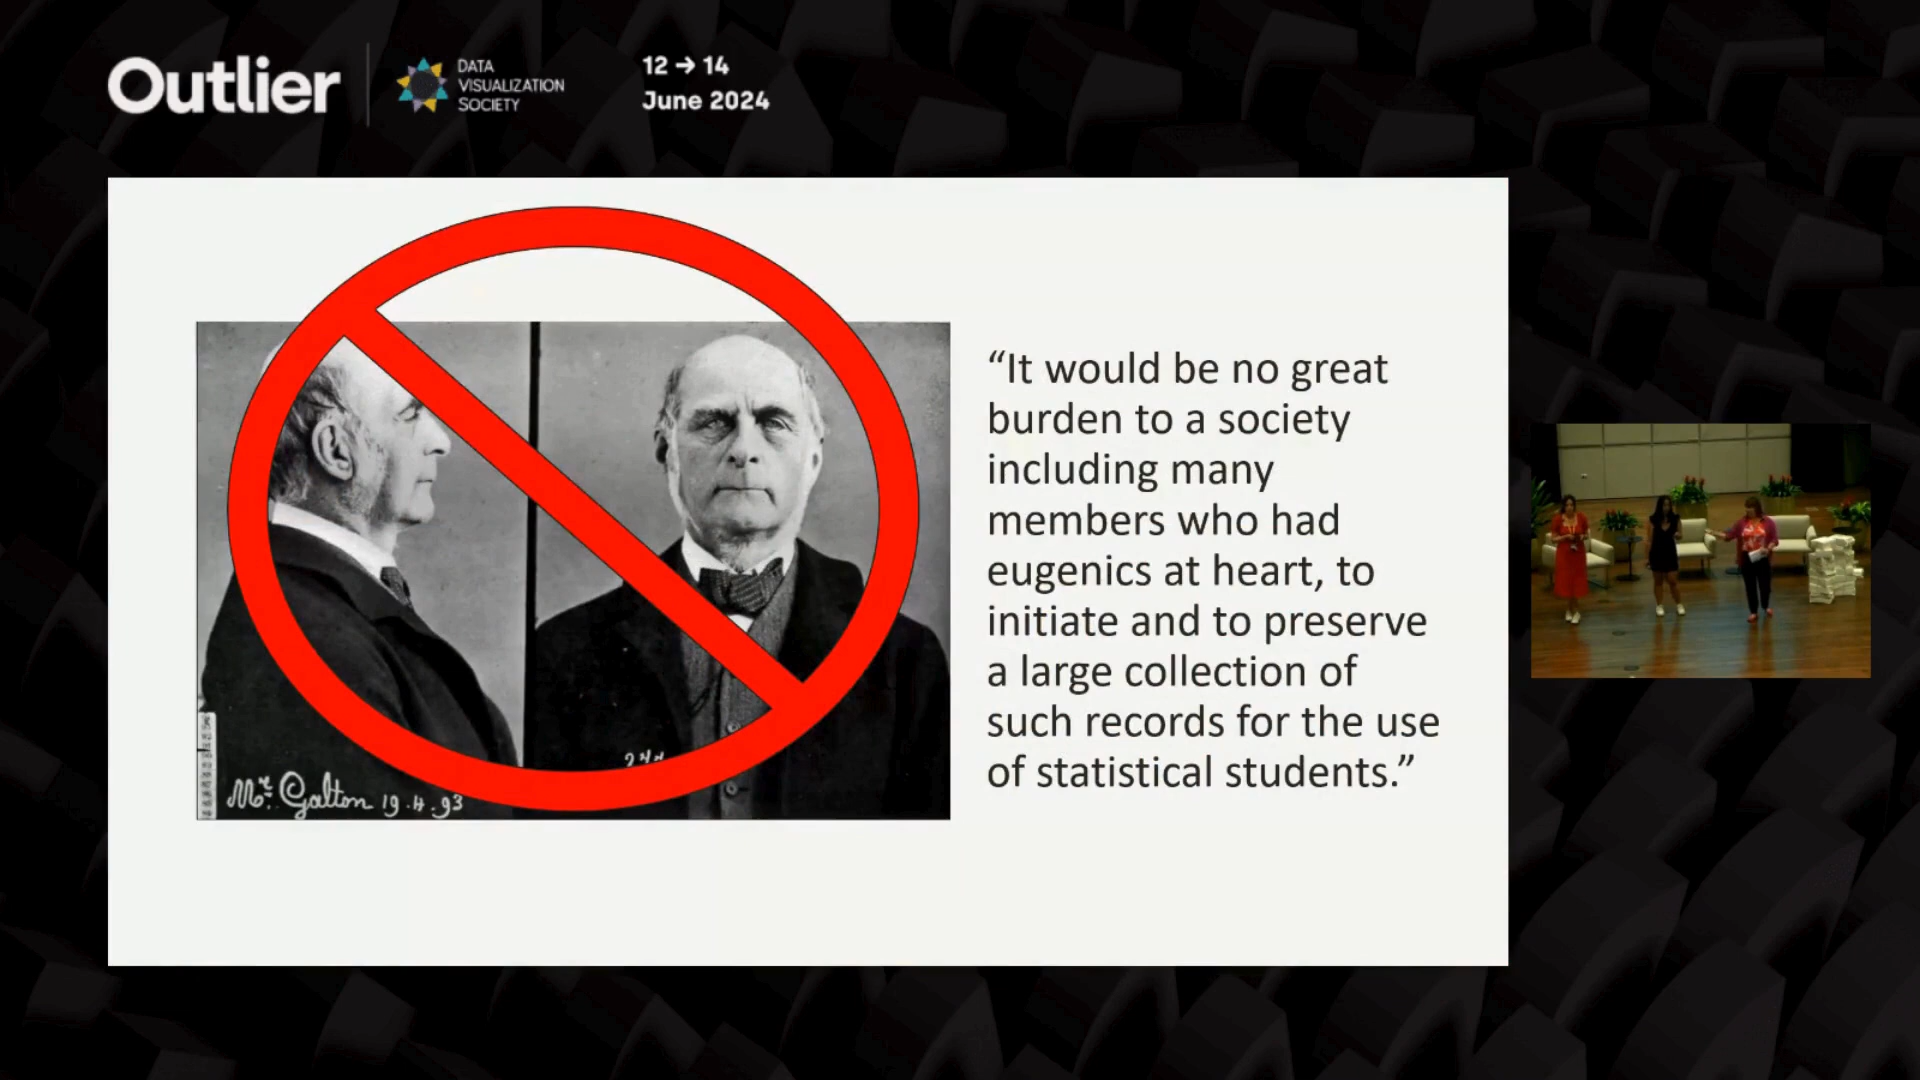 Outlier
DATA
VISUALIZATION
SOCIETY
12 → 14
June 2024
“It would be no great
burden to a society
including many
members who had
eugenics at heart, to
initiate and to preserve
a large collection of
such records for the use
of statistical students.”
Mr. Galton 19.4.93